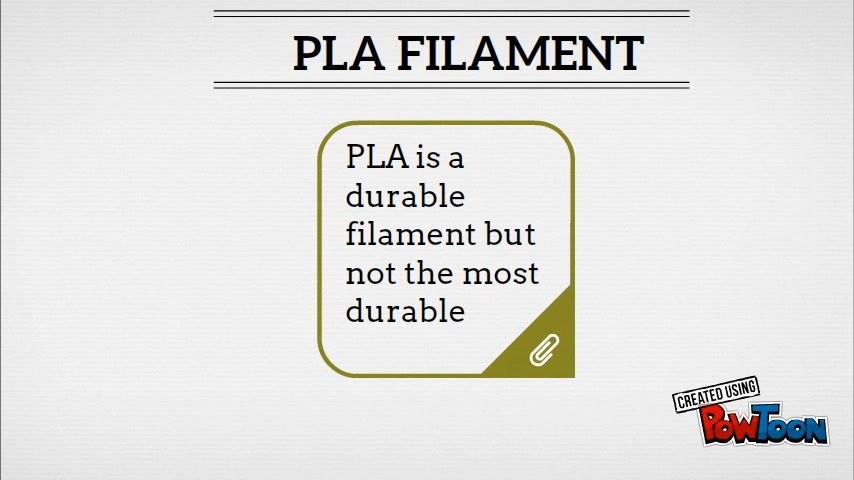 PLA FILAMENT
PLA is a
durable
filament but
not the most
durable
CREATED USING
POWTOON